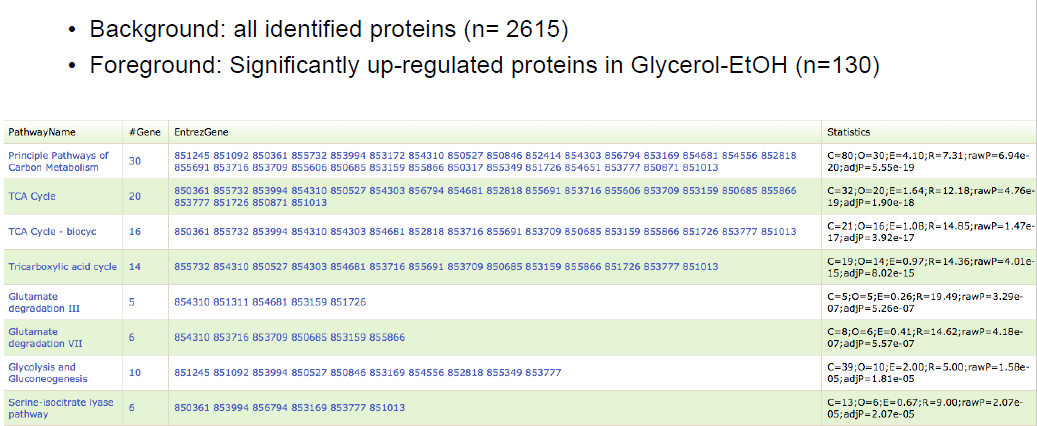 • Background: all identified proteins (n= 2615)
• Foreground: Significantly up-regulated proteins in Glycerol-EtOH (n=130)
PathwayName #Gene EntrezGene Statistics
Principle Pathways of Carbon Metabolism 30 851245 851092 850361 855732 853994 853172 854310 850527 850846 852414 854303 856794 853169 854681 854556 852818
855691 853716 853709 855606 850685 853159 855866 850317 855349 851726 854651 853777 850871 851013 C=80;O=30;E=4.10;R=7.31;rawP=6.94e-
20;adjP=5.55e-19
TCA Cycle 20 850361 855732 853994 854310 850527 854303 856794 854681 852818 855691 853716 855606 853709 853159 850685 855866
853777 851726 850871 851013 C=32;O=20;E=1.64;R=12.18;rawP=4.76e-
19;adjP=1.90e-18
TCA Cycle - biocyc 16 850361 855732 853994 854310 854303 854681 852818 853716 855691 853709 850685 853159 855866 851726 853777 851013 C=21;O=16;E=1.08;R=14.85;rawP=1.47e-
17;adjP=3.92e-17
Tricarboxylic acid cycle 14 855732 854310 850527 854303 854681 853716 855691 853709 850685 853159 855866 851726 853777 851013 C=19;O=14;E=0.97;R=14.36;rawP=4.01e-
15;adjP=8.02e-15
Glutamate degradation III 5 854310 851311 854681 853159 851726 C=5;O=5;E=0.26;R=19.49;rawP=3.29e-
07;adjP=5.26e-07
Glutamate degradation VII 6 854310 853716 853709 850685 853159 855866 C=8;O=6;E=0.41;R=14.62;rawP=4.18e-
07;adjP=5.57e-07
Glycolysis and Gluconeogenesis 10 851245 851092 853994 850527 850846 853169 854556 852818 855349 853777 C=39;O=10;E=2.00;R=5.00;rawP=1.58e-
05;adjP=1.81e-05
Serine-isocitrate lyase pathway 6 850361 853994 856794 853169 853777 851013 C=13;O=6;E=0.67;R=9.00;rawP=2.07e-
05;adjP=2.07e-05